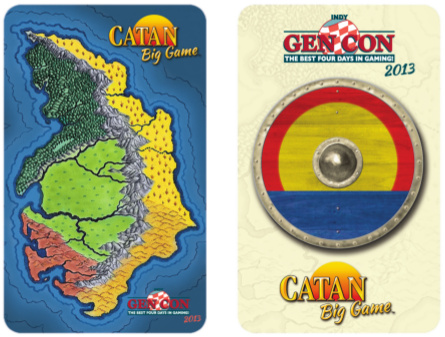 CATAN
Big Game
GEN CON
THE BEST FOUR DAYS IN GAMING!
2013
INDY
GEN CON
THE BEST FOUR DAYS IN GAMING!
2013
CATAN
Big Game™